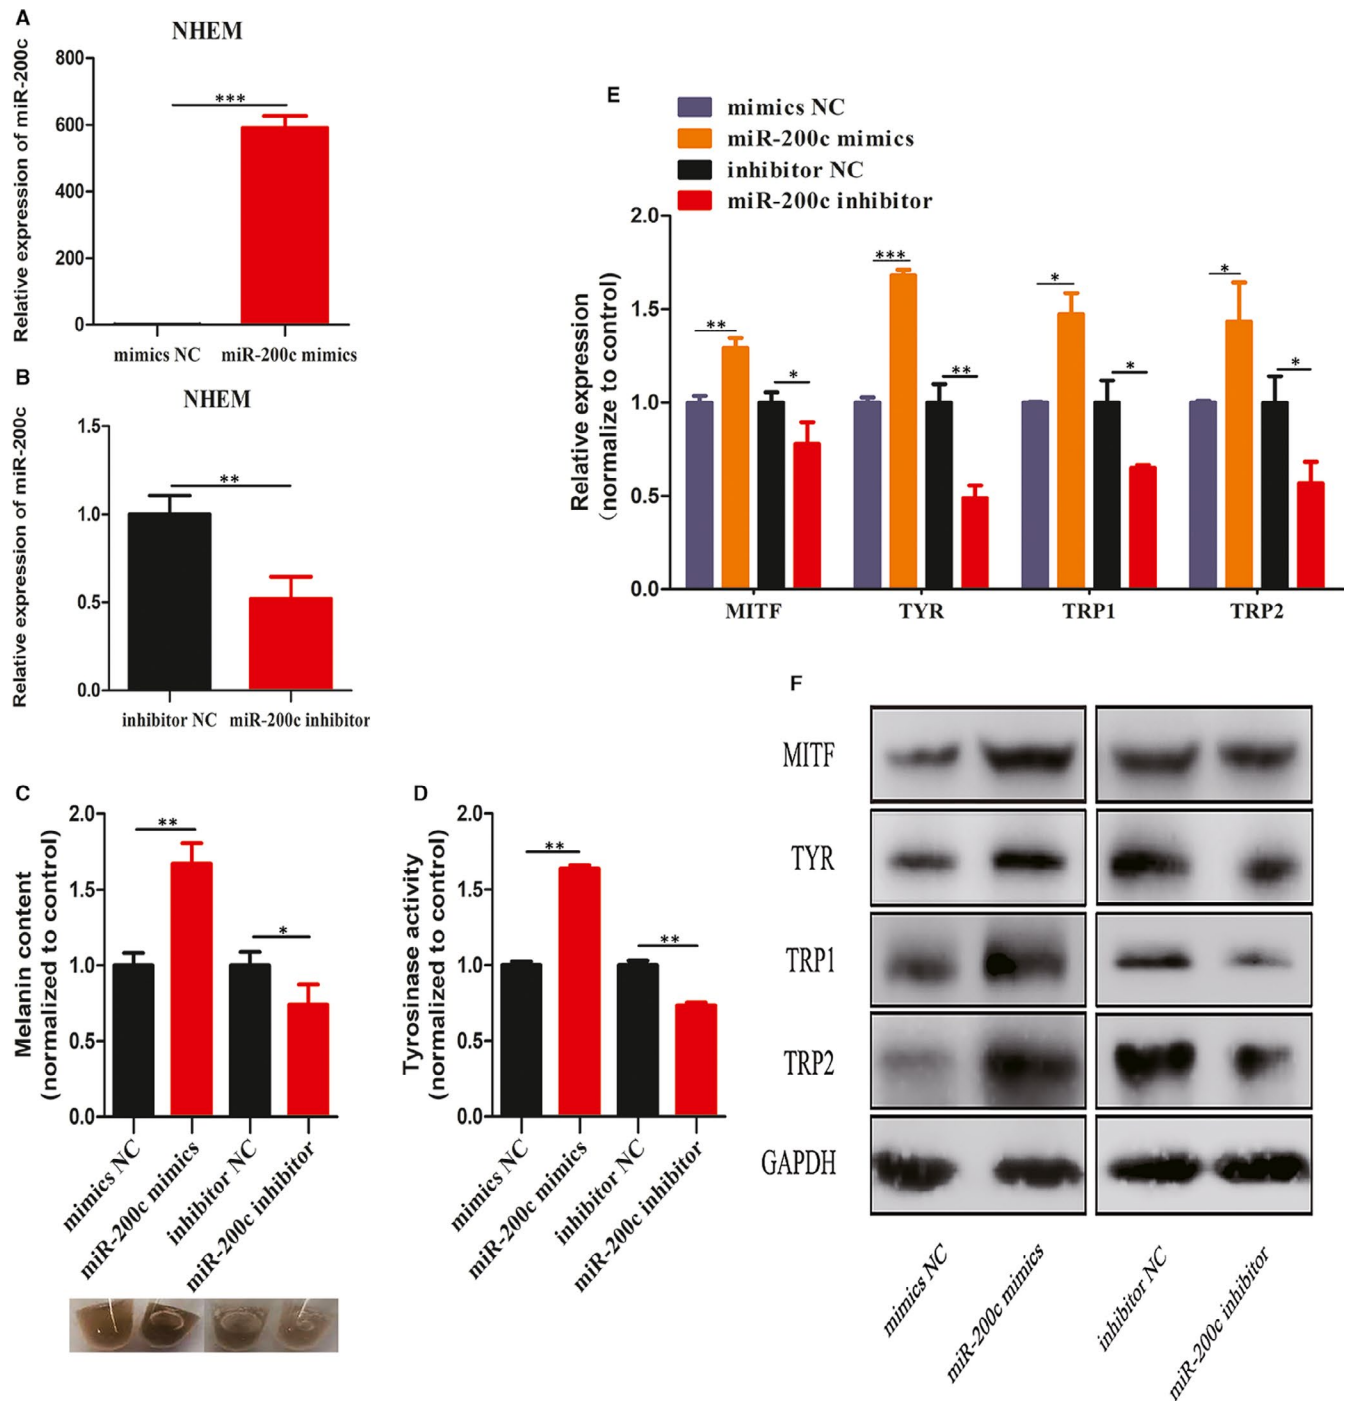 A
NHEM
Relative expression of miR-200c
800
600
400
200
0
***
mimics NC
miR-200c mimics
B
NHEM
Relative expression of miR-200c
1.5
1.0
0.5
0.0
**
inhibitor NC
miR-200c inhibitor
C
Melanin content
(normalized to control)
2.0
1.5
1.0
0.5
0.0
**
*
mimics NC
miR-200c mimics
inhibitor NC
miR-200c inhibitor
D
Tyrosinase activity
(normalized to control)
2.0
1.5
1.0
0.5
0.0
**
**
mimics NC
miR-200c mimics
inhibitor NC
miR-200c inhibitor
E
mimics NC
miR-200c mimics
inhibitor NC
miR-200c inhibitor
Relative expression
(normalize to control)
2.0
1.5
1.0
0.5
0.0
**
*
***
**
*
*
*
*
MITF
TYR
TRP1
TRP2
F
MITF
TYR
TRP1
TRP2
GAPDH
mimics NC
miR-200c mimics
inhibitor NC
miR-200c inhibitor